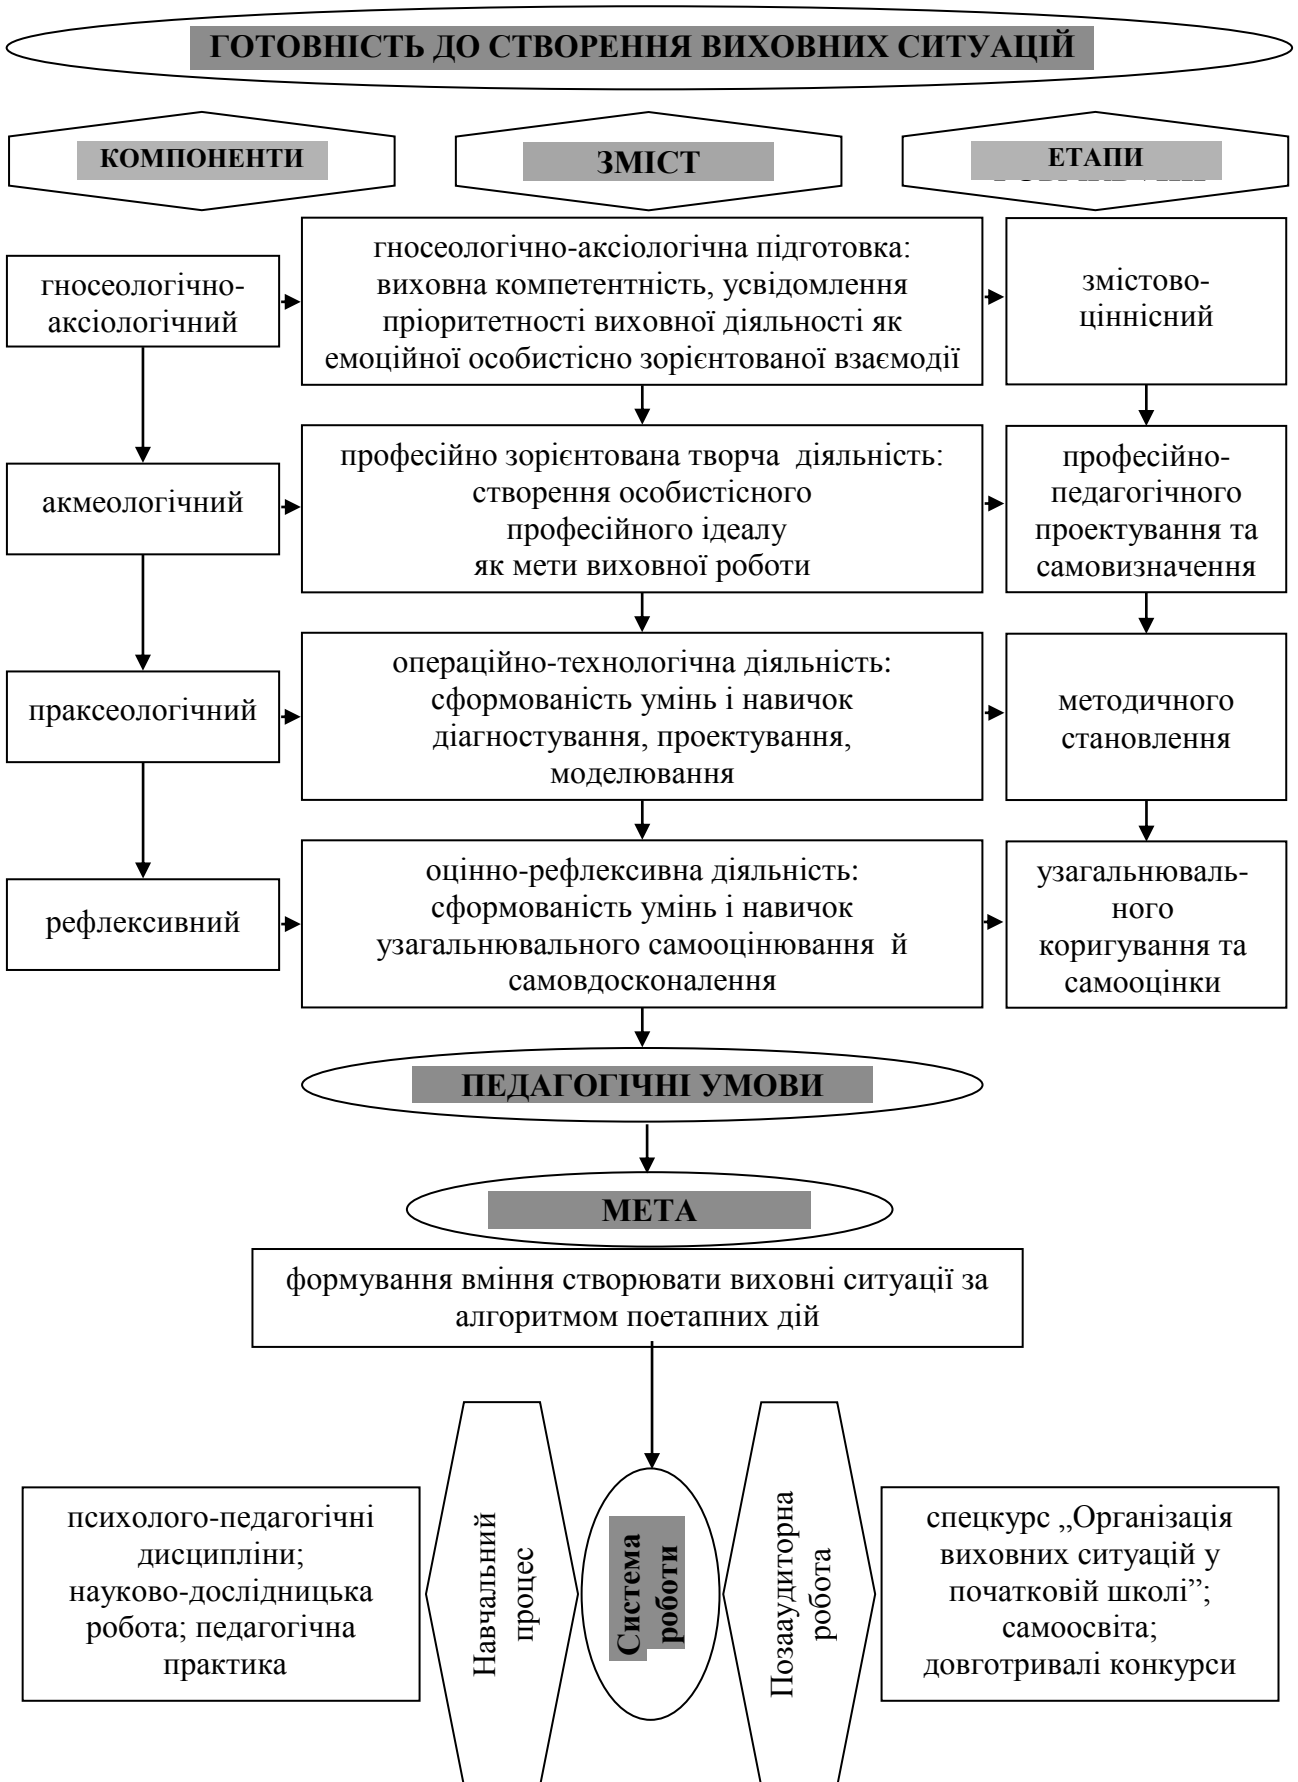 ГОТОВНІСТЬ ДО СТВОРЕННЯ ВИХОВНИХ СИТУАЦІЙ
КОМПОНЕНТИ
ЗМІСТ
ЕТАПИ
гносеологічно-
аксіологічний
гносеологічно-аксіологічна підготовка:
виховна компетентність, усвідомлення
пріоритетності виховної діяльності як
емоційної особистісно зорієнтованої взаємодії
змістово-
ціннісний
акмеологічний
професійно зорієнтована творча діяльність:
створення особистісного
професійного ідеалу
як мети виховної роботи
професійно-
педагогічного
проектування та
самовизначення
праксеологічний
операційно-технологічна діяльність:
сформованість умінь і навичок
діагностування, проектування,
моделювання
методичного
становлення
рефлексивний
оцінно-рефлексивна діяльність:
сформованість умінь і навичок
узагальнювального самооцінювання й
самовдосконалення
узагальнюваль-
ного
коригування та
самооцінки
ПЕДАГОГІЧНІ УМОВИ
МЕТА
формування вміння створювати виховні ситуації за
алгоритмом поетапних дій
психолого-педагогічні
дисципліни;
науково-дослідницька
робота; педагогічна
практика
Навчальний
процес
Система
роботи
Позааудиторна
робота
спецкурс „Організація
виховних ситуацій у
початковій школі”;
самоосвіта;
довготривалі конкурси